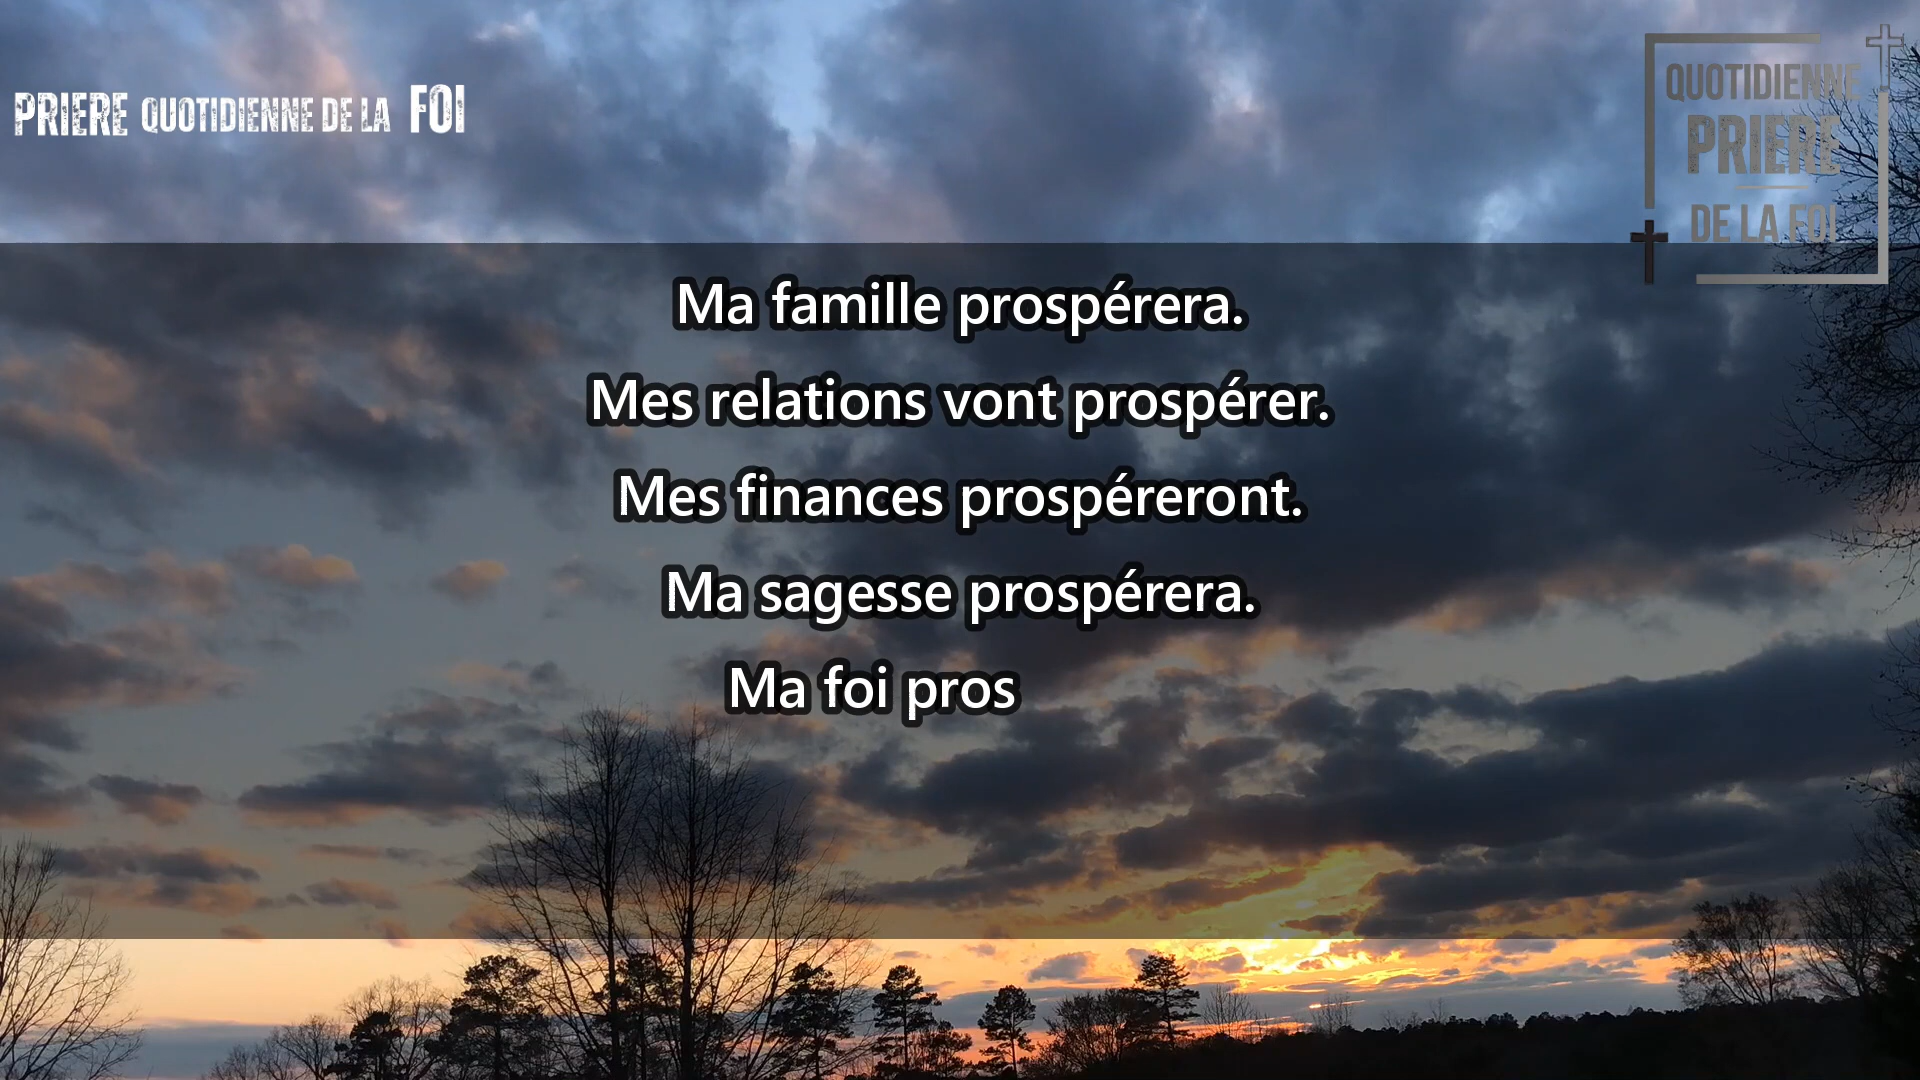 PRIERE QUOTIDIENNE DE LA FOI
QUOTIDIENNE
PRIERE
DE LA FOI
Ma famille prospérera.
Mes relations vont prospérer.
Mes finances prospéreront.
Ma sagesse prospérera.
Ma foi pros